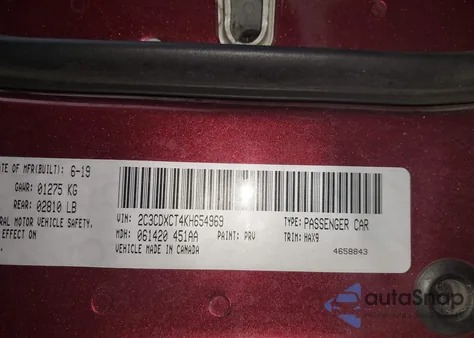 ATE OF MFR(BUILT): 6-19
GAWR: 01275 KG
REAR: 02810 LB
RAL MOTOR VEHICLE SAFETY.
EFFECT ON
VIN: 2C3CDXCT4KH654969
TYPE: PASSENGER CAR
MDH: 061420 451AA
PAINT: PRV
TRIM: HAX9
VEHICLE MADE IN CANADA
4658843
autoSnap